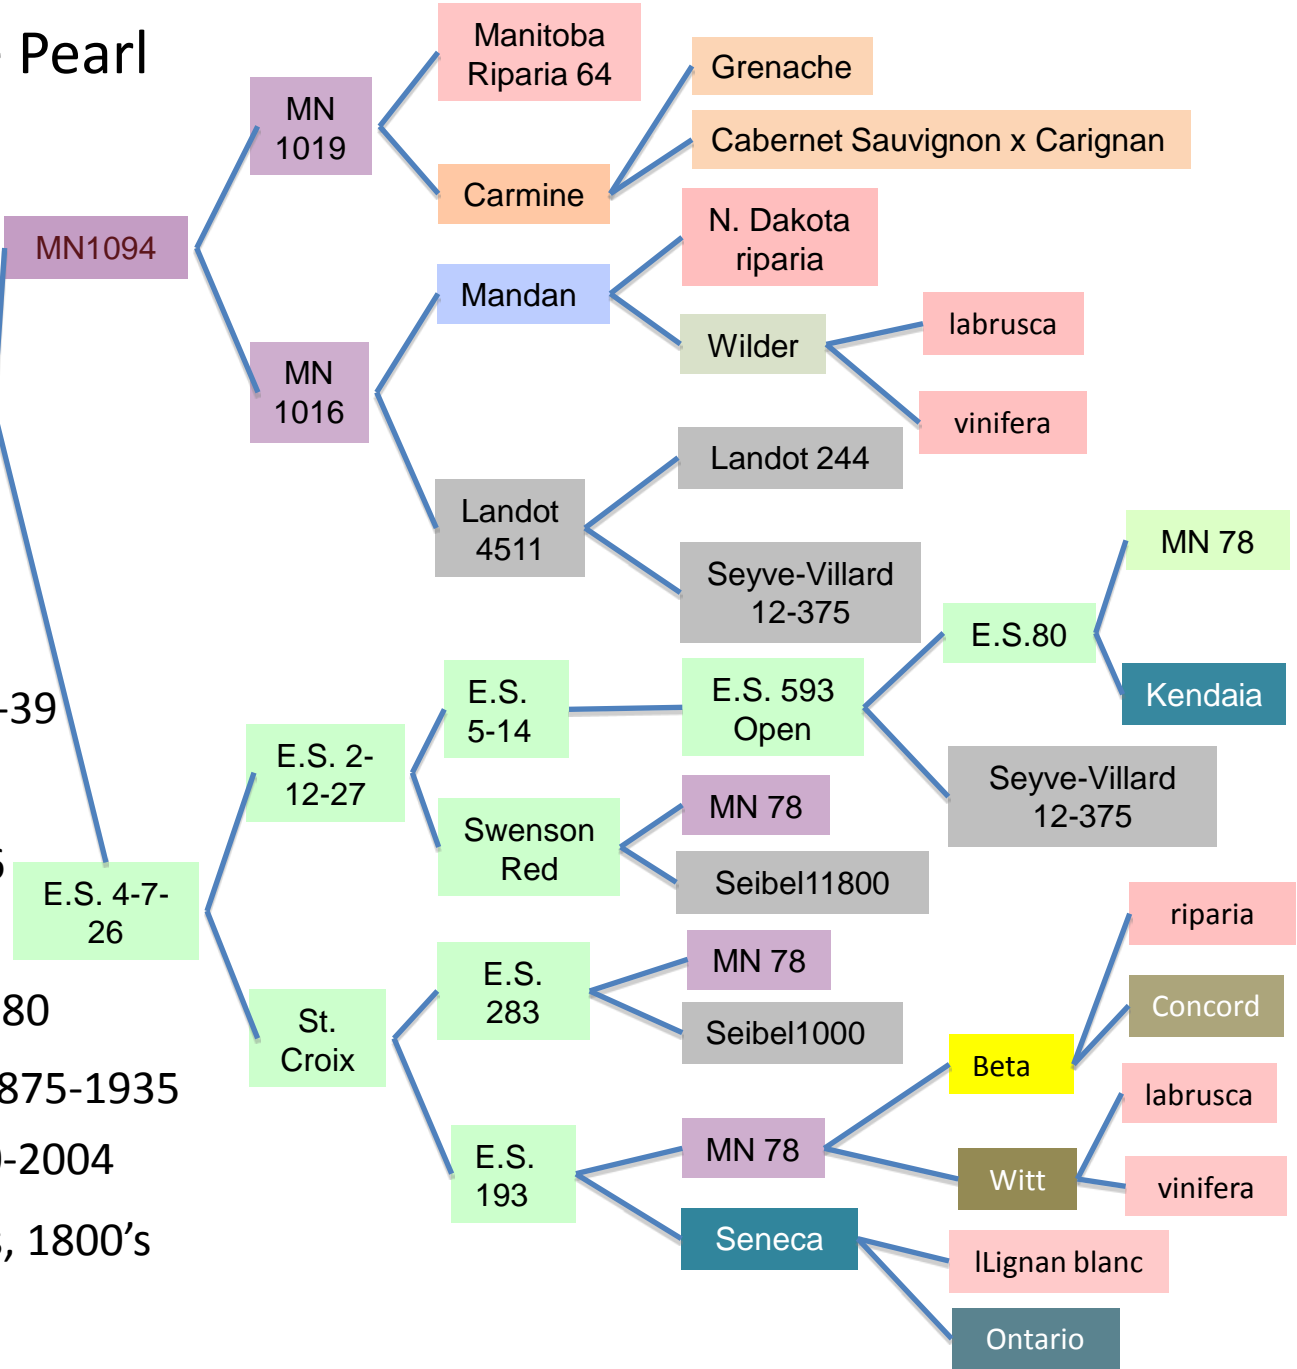 Pearl
Manitoba
Riparia 64
Grenache
MN
1019
Cabernet Sauvignon x Carignan
Carmine
N. Dakota
riparia
MN1094
Mandan
labrusca
Wilder
MN
1016
vinifera
Landot 244
Landot
4511
MN 78
Seyve-Villard
12-375
E.S.80
E.S.
5-14
E.S. 593
Open
Kendaia
-39
E.S. 2-
12-27
Seyve-Villard
12-375
MN 78
Swenson
Red
Seibel11800
E.S. 4-7-
26
riparia
MN 78
E.S.
283
Concord
80
St.
Croix
Seibel1000
Beta
875-1935
labrusca
MN 78
-2004
E.S.
193
Witt
vinifera
, 1800’s
Seneca
lLignan blanc
Ontario